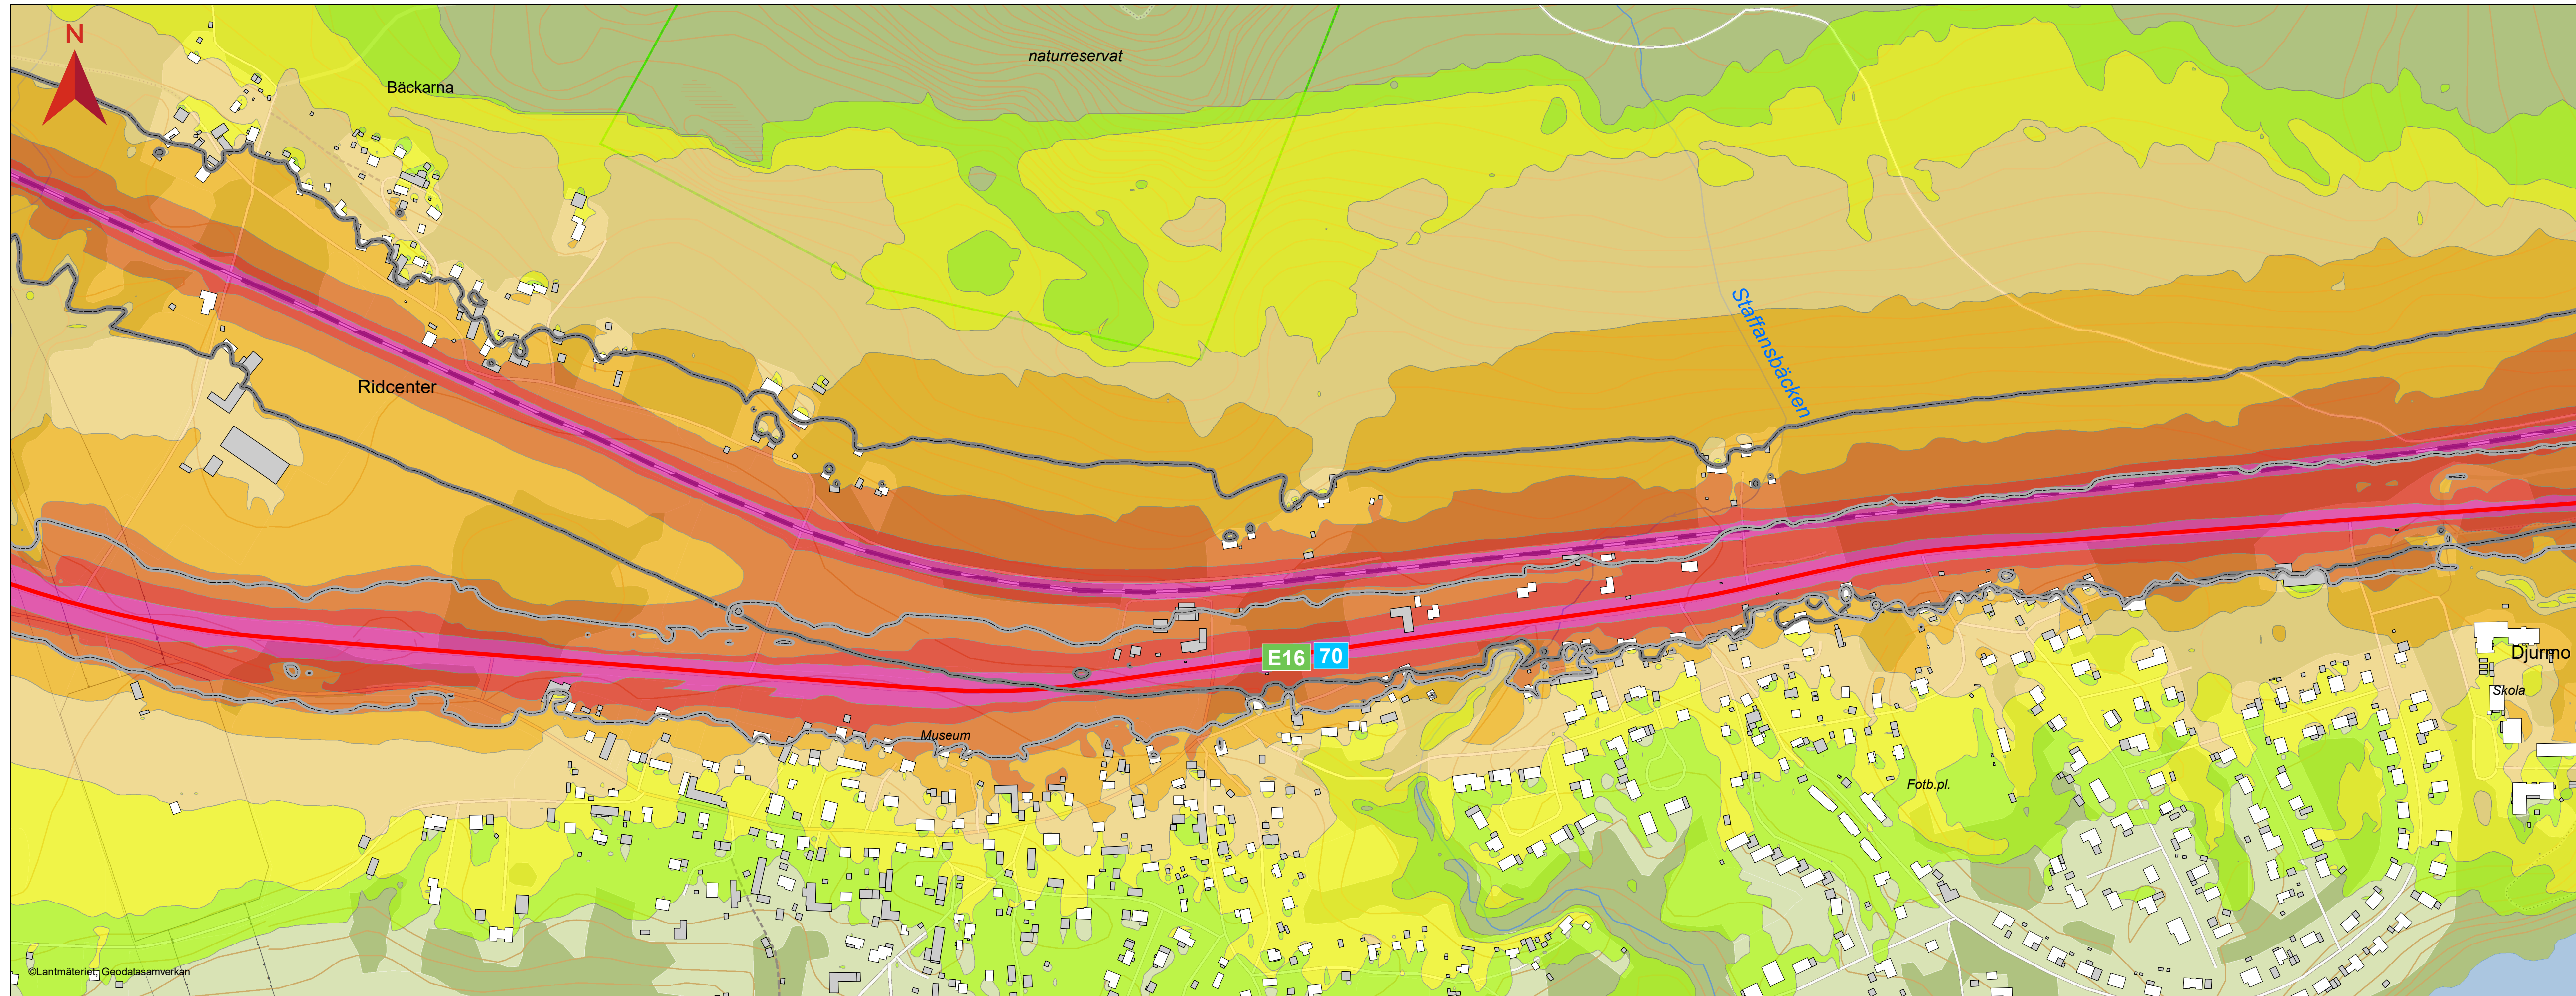 N
naturreservat
Bäckarna
Staffansbäcken
Ridcenter
E16 70
Djurmo
Skola
Museum
Fotb.pl.
©Lantmäteriet, Geodatasamverkan